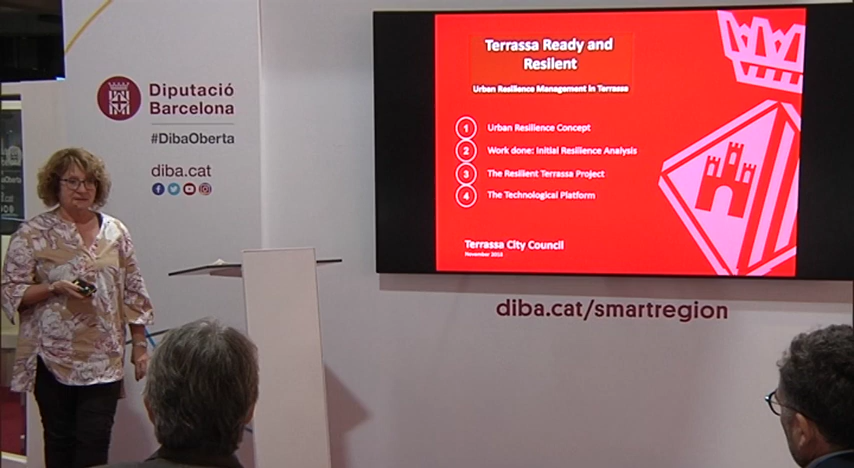 Diputació
Barcelona
#DibaOberta
diba.cat
Terrassa Ready and
Resilent
Urban Resilience Management in Terrassa
1 Urban Resilience Concept
2 Work done: Initial Resilience Analysis
3 The Resilient Terrassa Project
4 The Technological Platform
Terrassa City Council
diba.cat/smartregion